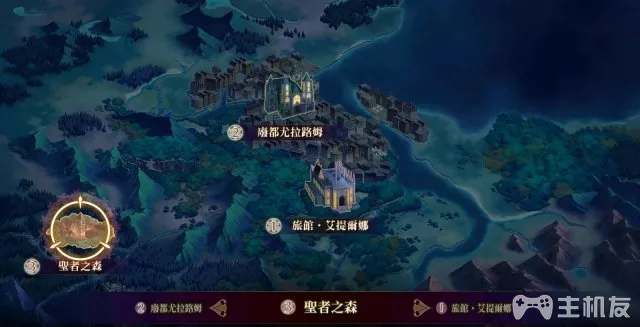 ② 廢都尤拉路姆
① 旅館·艾提爾娜
③ 聖者之森
② 廢都尤拉路姆 ③ 聖者之森 ① 旅館·艾提爾娜
主机友